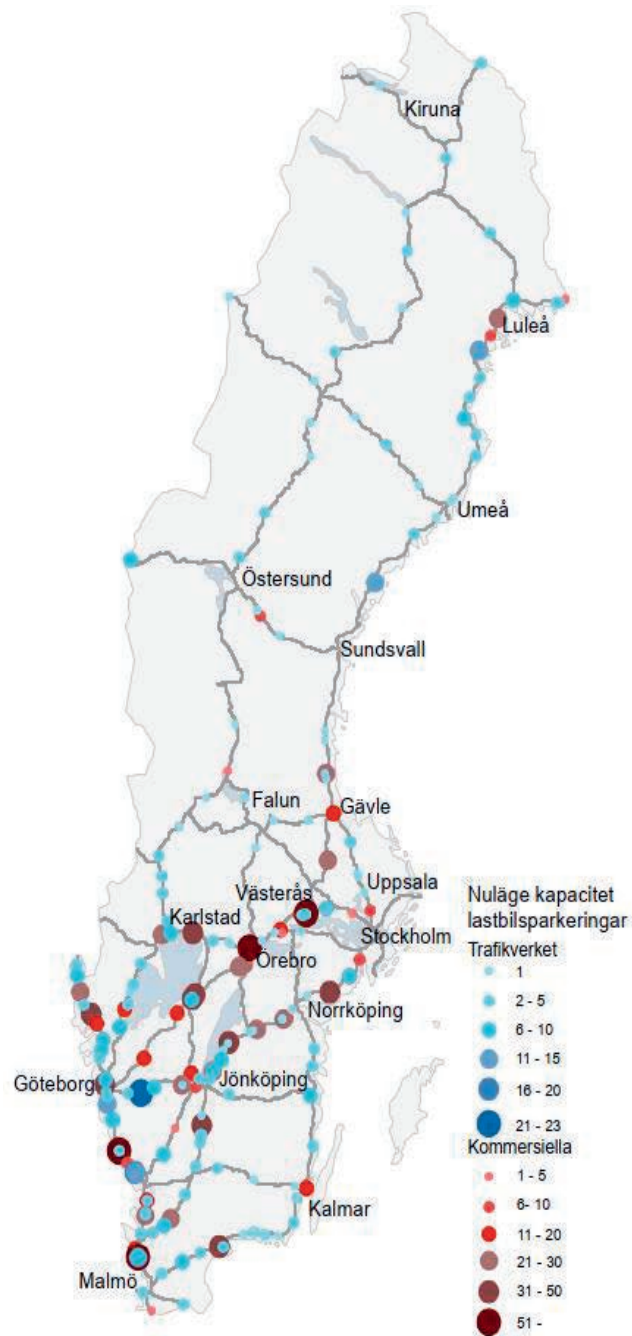 Kiruna
Luleå
Umeå
Östersund
Sundsvall
Falun
Gävle
Västerås
Uppsala
Karlstad
Stockholm
Örebro
Norrköping
Göteborg
Jönköping
Kalmar
Malmö
Nuläge kapacitet
lastbilsparkeringar
Trafikverket
1
2 - 5
6 - 10
11 - 15
16 - 20
21 - 23
Kommersiella
1 - 5
6- 10
11 - 20
21 - 30
31 - 50
51 -